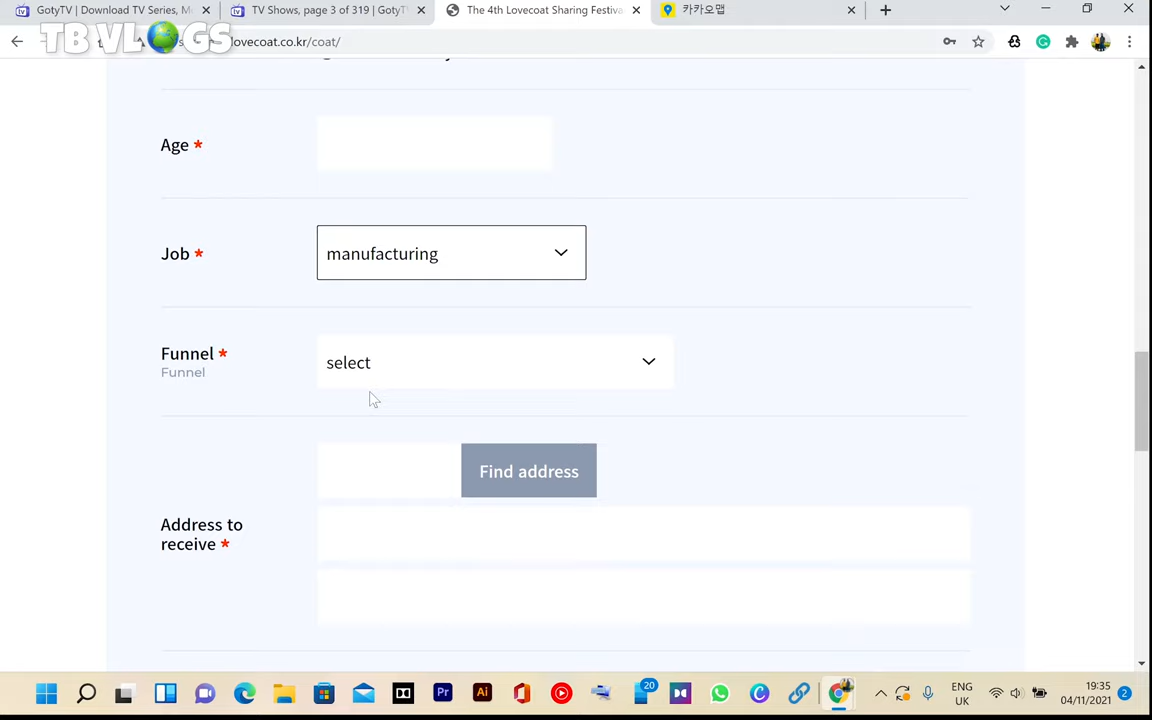 GotyTV | Download TV Series, M
TV Shows, page 3 of 319 | GotyT
The 4th Lovecoat Sharing Festiva
카카오맵
TB VLOGS
lovecoat.co.kr/coat/
Age *
Job *
manufacturing
Funnel *
Funnel
select
Find address
Address to
receive *
20
ENG
UK
19:35
04/11/2021
2